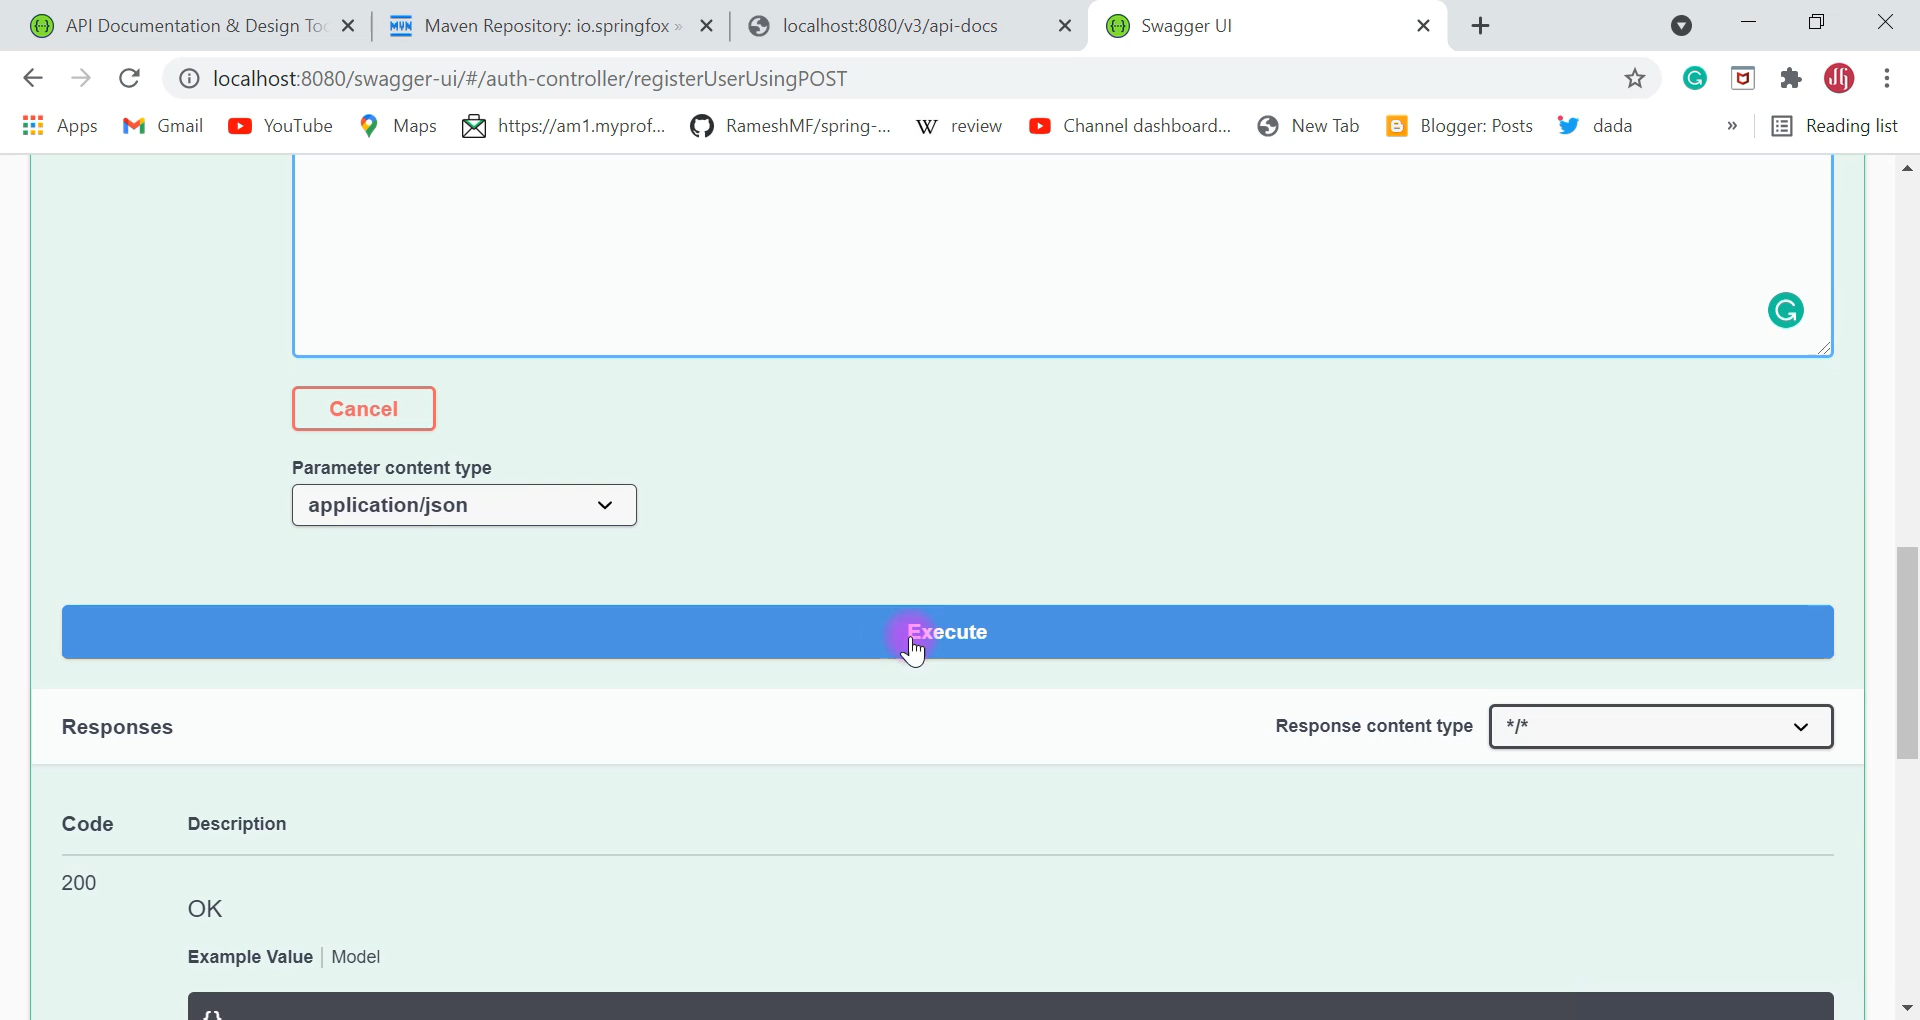 API Documentation & Design To
Maven Repository: io.springfox »
localhost:8080/v3/api-docs
Swagger UI
localhost:8080/swagger-ui/#/auth-controller/registerUserUsingPOST
Apps
Gmail
YouTube
Maps
https://am1.myprof...
RameshMF/spring-...
W review
Channel dashboard...
New Tab
Blogger: Posts
dada
»
Reading list
Cancel
Parameter content type
application/json
Execute
Responses
Response content type
*/*
Code
Description
200
OK
Example Value
Model
{}